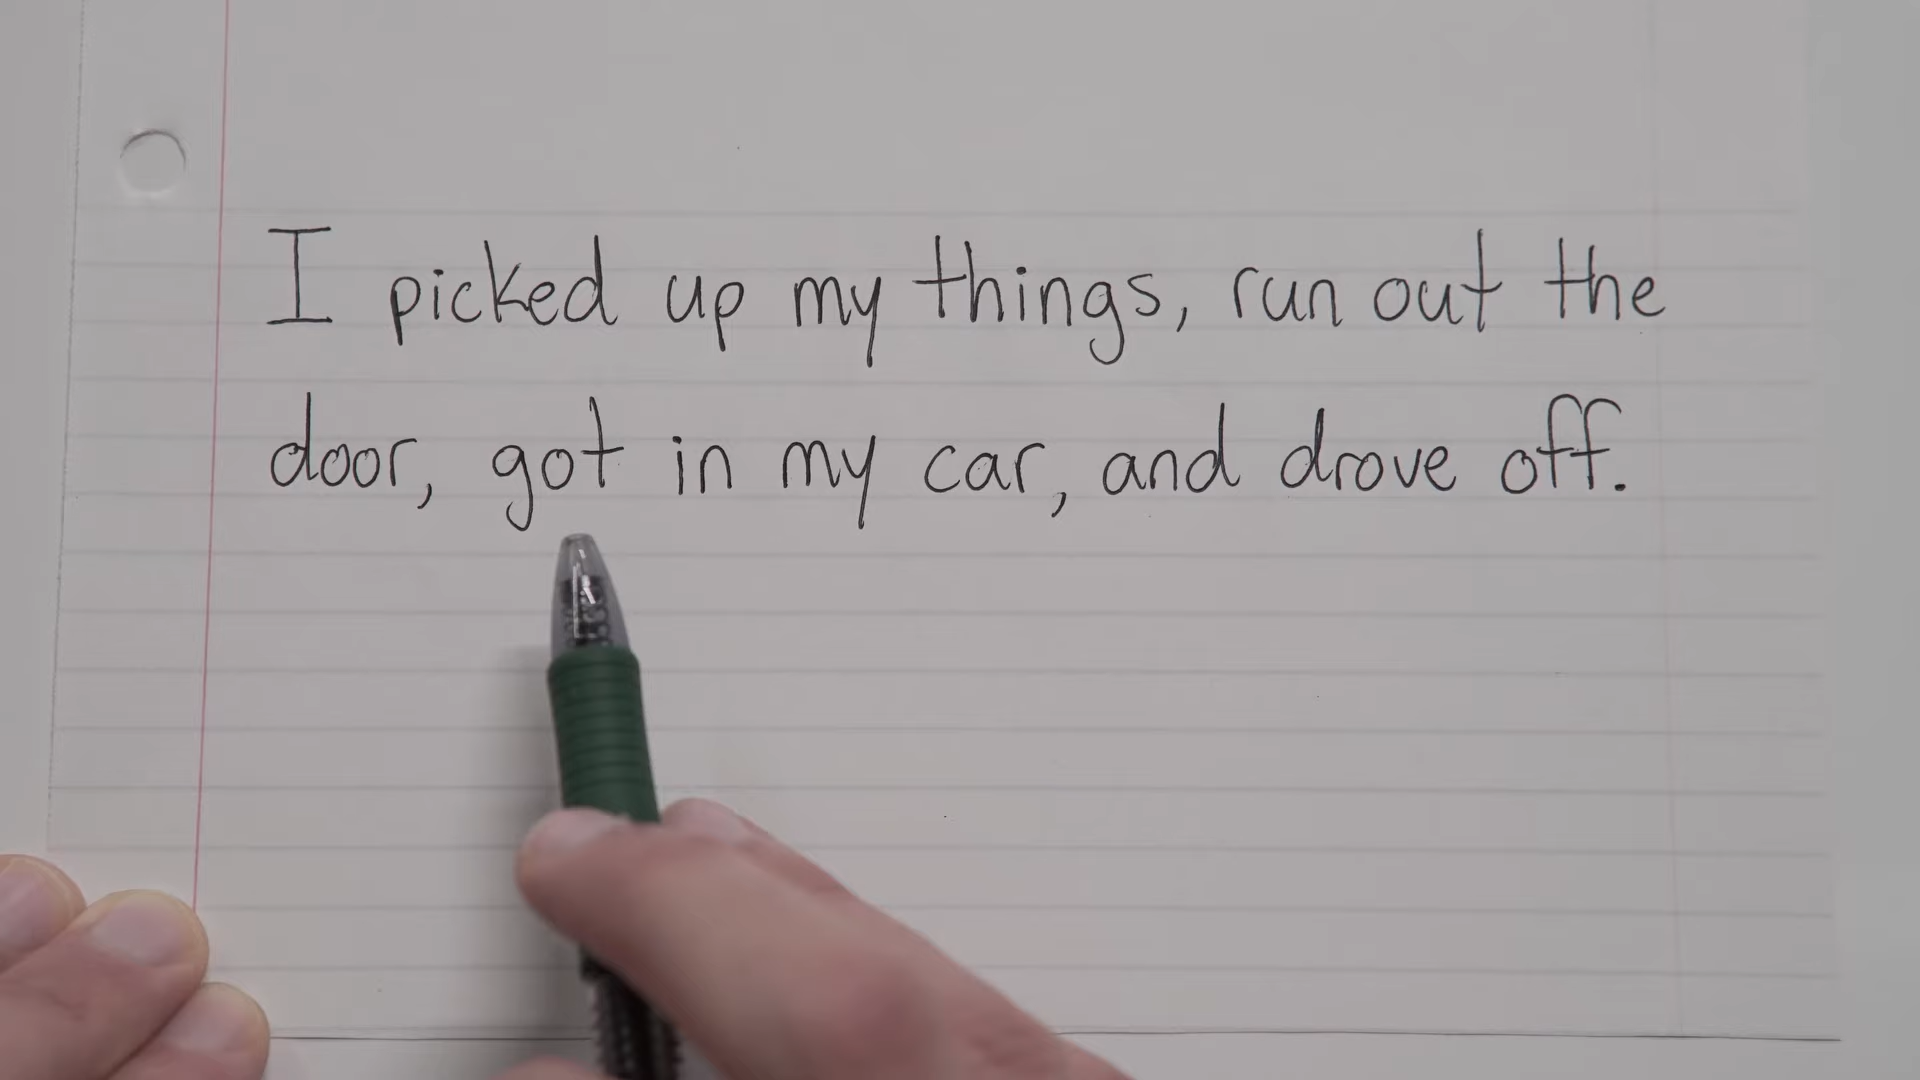 I picked up my things, run out the
door, got in my car, and drove off.